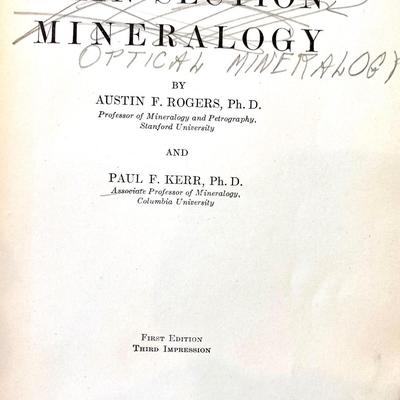 SECTION
MINERALOGY
OPTICAL MINERALOGY
BY
AUSTIN F. ROGERS, Ph. D.
Professor of Mineralogy and Petrography,
Stanford University
AND
PAUL F. KERR, Ph. D.
Associate Professor of Mineralogy,
Columbia University
First Edition
Third Impression